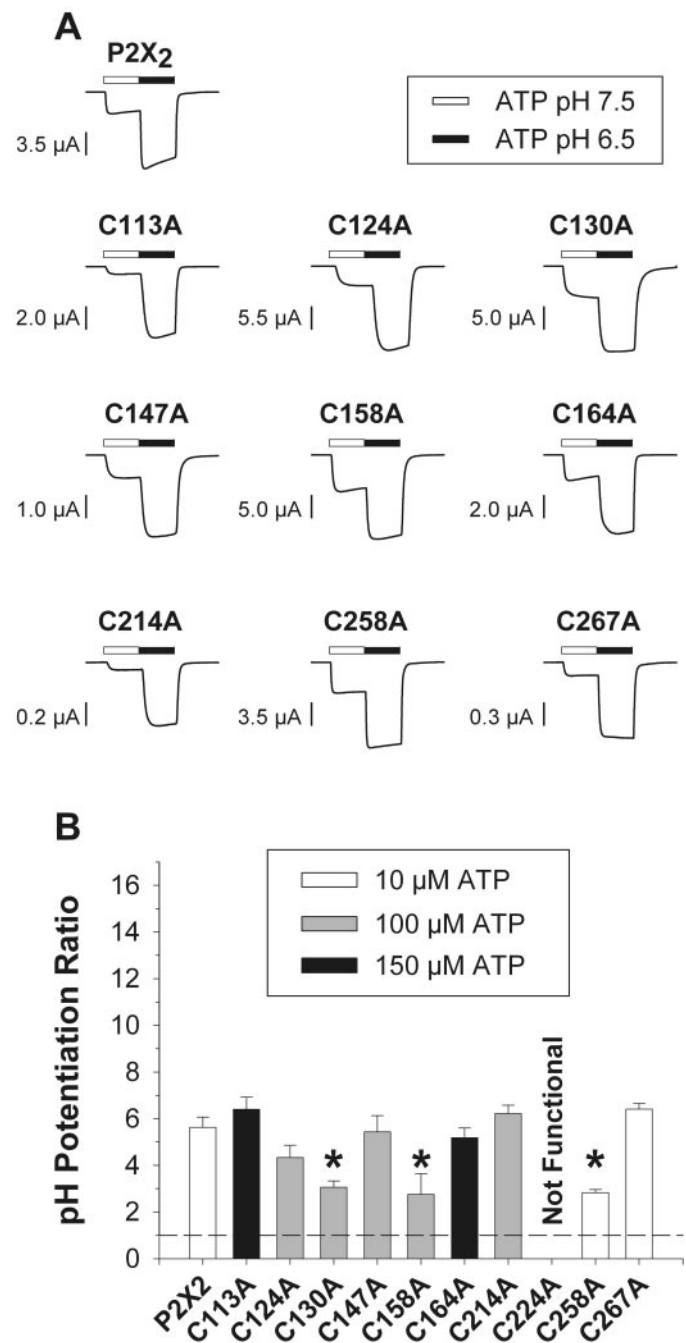 A
P2X2
ATP pH 7.5
3.5 µA
ATP pH 6.5
C113A C124A C130A
2.0 µA 5.5 µA 5.0 µA
C147A C158A C164A
1.0 µA 5.0 µA 2.0 µA
C214A C258A C267A
0.2 µA 3.5 µA 0.3 µA
B
pH Potentiation Ratio
16
14
12
10
8
6
4
2
0
10 µM ATP
100 µM ATP
150 µM ATP
* * Not Functional *
P2X2 C113A C124A C130A C147A C158A C164A C214A C224A C258A C267A